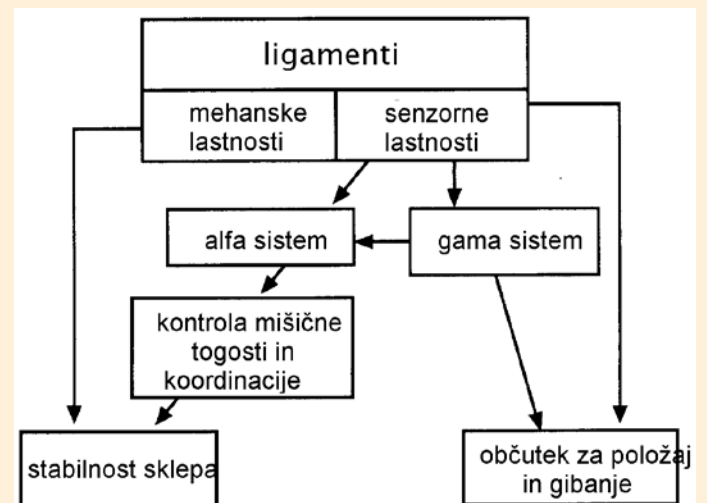 ligamenti
mehanske
lastnosti
senzorne
lastnosti
alfa sistem
gama sistem
kontrola mišične
togosti in
koordinacije
stabilnost sklepa
občutek za položaj
in gibanje